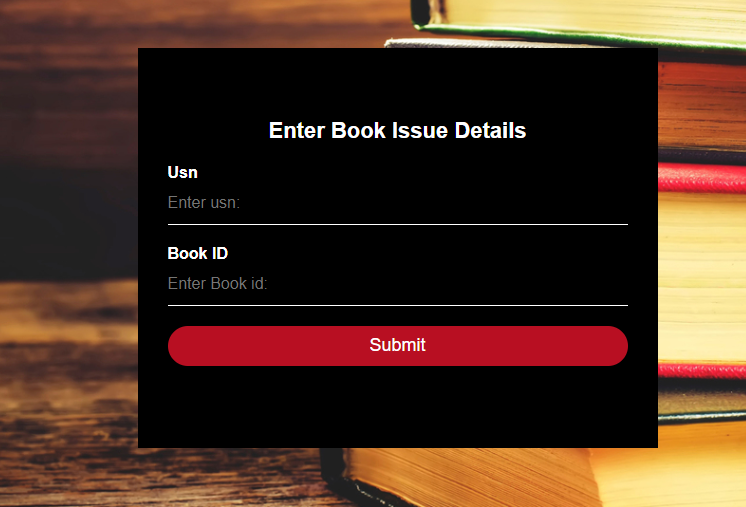 Enter Book Issue Details
Usn
Enter usn:
Book ID
Enter Book id:
Submit